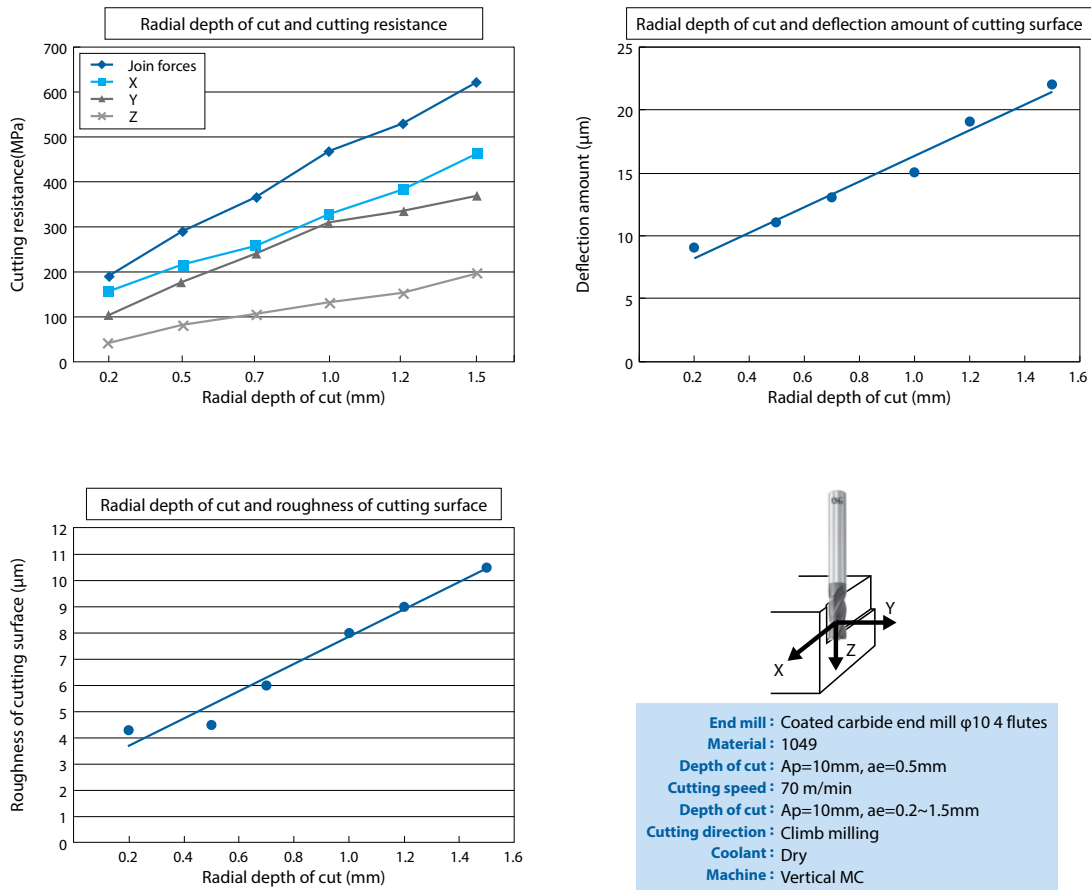 Radial depth of cut and cutting resistance
700
600
500
400
300
200
100
0
Cutting resistance(MPa)
Join forces
X
Y
Z
0.2 0.5 0.7 1.0 1.2 1.5
Radial depth of cut (mm)
Radial depth of cut and deflection amount of cutting surface
25
20
15
10
5
0
Deflection amount (μm)
0.2 0.4 0.6 0.8 1.0 1.2 1.4 1.6
Radial depth of cut (mm)
Radial depth of cut and roughness of cutting surface
12
11
10
9
8
6
5
4
3
2
1
0
Roughness of cutting surface (μm)
0.2 0.4 0.6 0.8 1.0 1.2 1.4 1.6
Radial depth of cut (mm)
Y
Z
X
End mill : Coated carbide end mill φ10 4 flutes
Material : 1049
Depth of cut : Ap=10mm, ae=0.5mm
Cutting speed : 70 m/min
Depth of cut : Ap=10mm, ae=0.2~1.5mm
Cutting direction : Climb milling
Coolant : Dry
Machine : Vertical MC